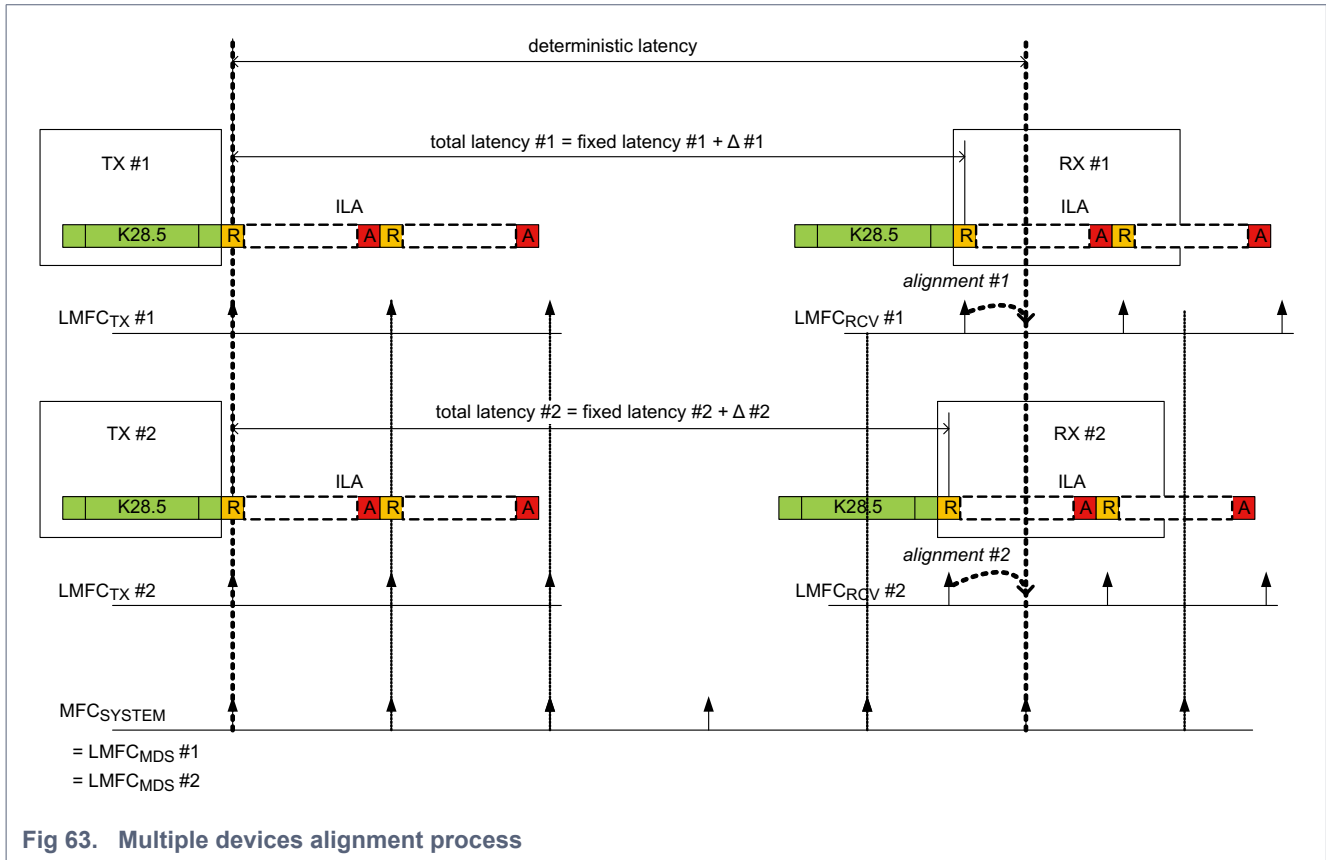 deterministic latency
total latency #1 = fixed latency #1 + Δ #1
TX #1
RX #1
ILA
ILA
K28.5
R
A
R
A
K28.5
R
A
R
A
alignment #1
LMFCTX #1
LMFCRCV #1
total latency #2 = fixed latency #2 + Δ #2
TX #2
RX #2
ILA
ILA
K28.5
R
A
R
A
K28.5
R
A
R
A
alignment #2
LMFCTX #2
LMFCRCV #2
MFCSYSTEM
= LMFCMDS #1
= LMFCMDS #2
Fig 63. Multiple devices alignment process